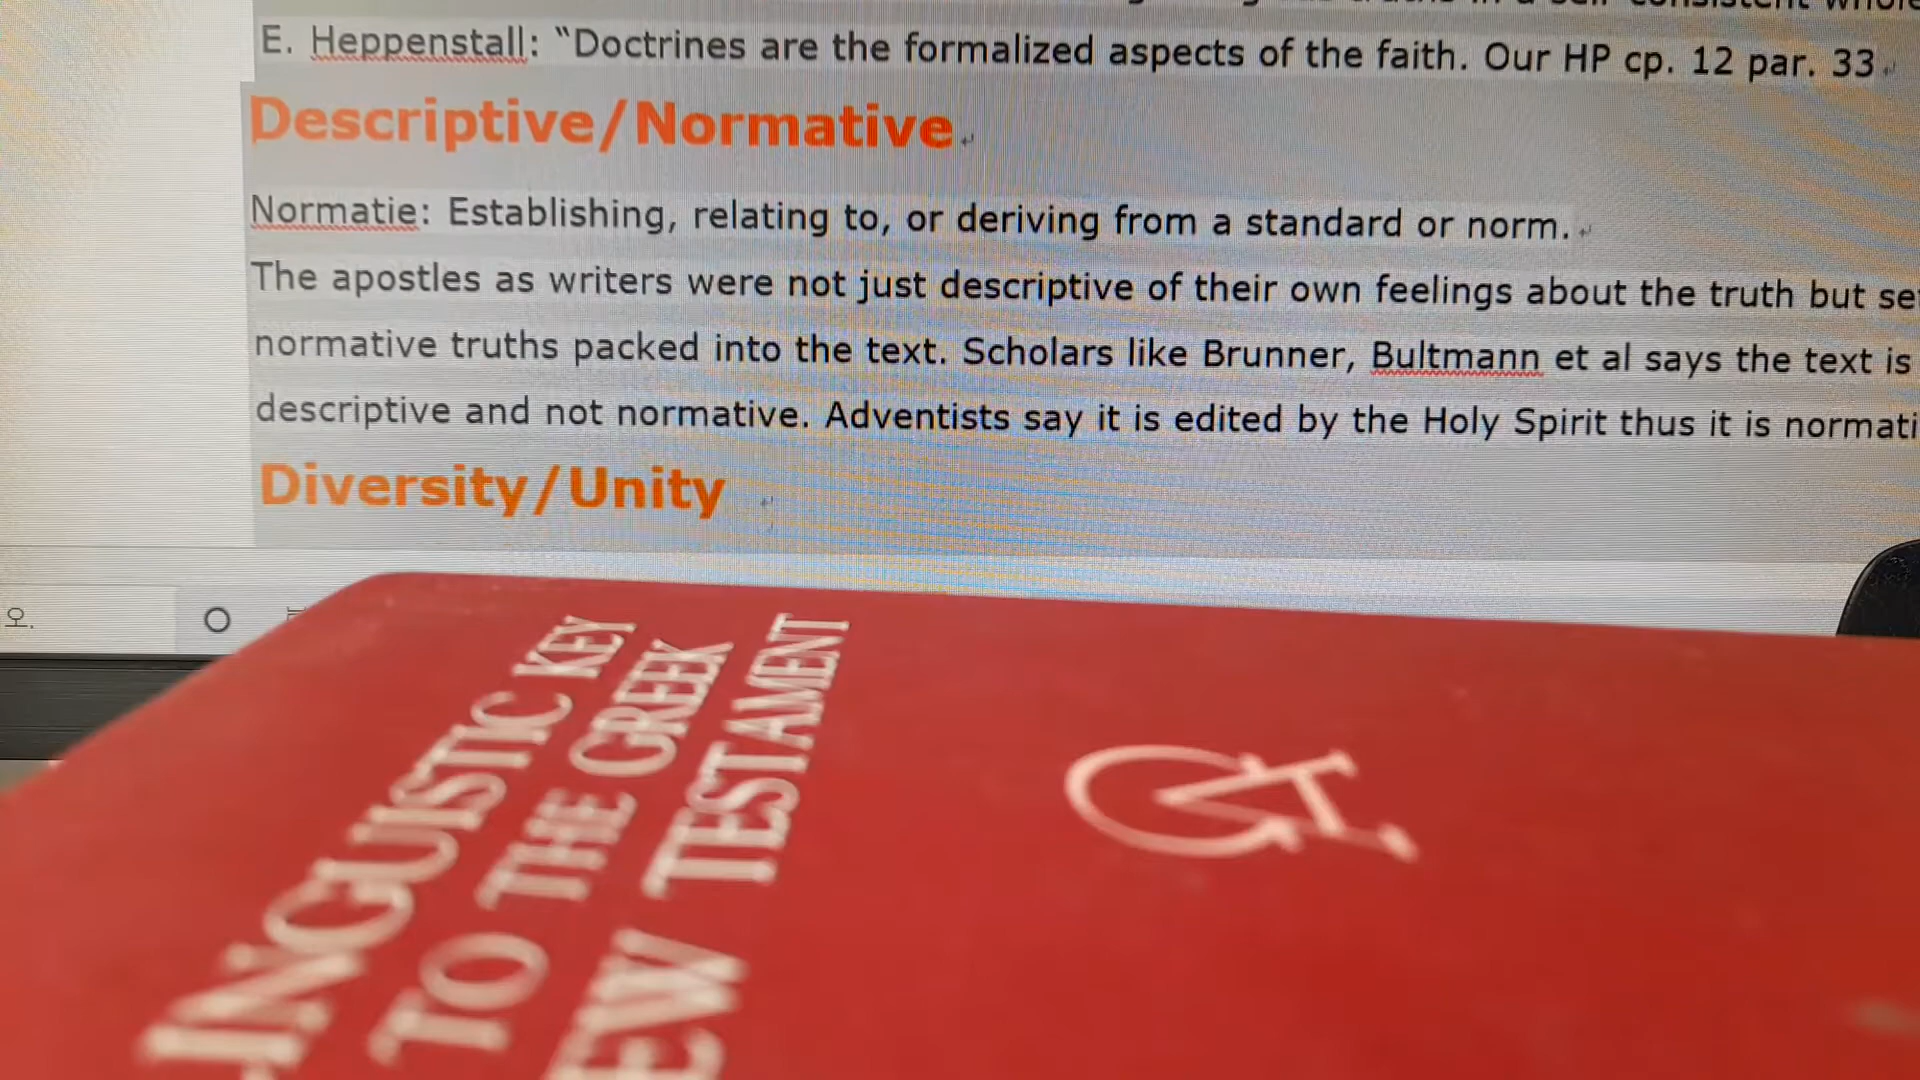 E. Heppenstall: “Doctrines are the formalized aspects of the faith. Our HP cp. 12 par. 33
Descriptive/Normative
Normatie: Establishing, relating to, or deriving from a standard or norm.
The apostles as writers were not just descriptive of their own feelings about the truth but
normative truths packed into the text. Scholars like Brunner, Bultmann et al says the text is
descriptive and not normative. Adventists say it is edited by the Holy Spirit thus it is
Diversity/Unity
오.
LINGUISTIC KEY
TO THE GREEK
TESTAMENT